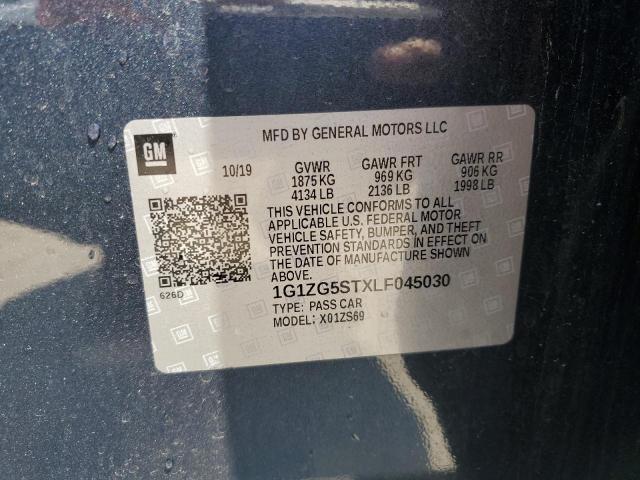 MFD BY GENERAL MOTORS LLC
GM
10/19
GVWR GAWR FRT GAWR RR
1875 KG 969 KG 906 KG
4134 LB 2136 LB 1998 LB
THIS VEHICLE CONFORMS TO ALL
APPLICABLE U.S. FEDERAL MOTOR
VEHICLE SAFETY, BUMPER, AND THEFT
PREVENTION STANDARDS IN EFFECT ON
THE DATE OF MANUFACTURE SHOWN
ABOVE.
626D
1G1ZG5STXLF045030
TYPE: PASS CAR
MODEL: X01ZS69